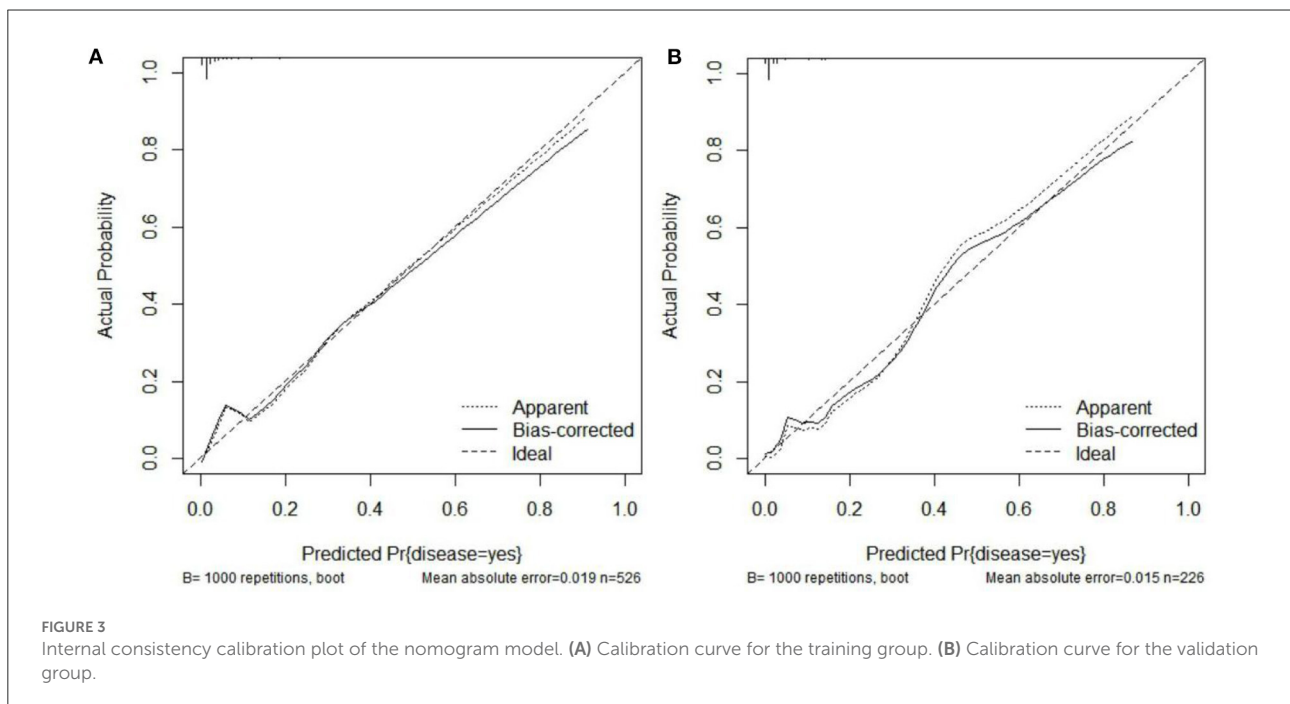 A
1.0
0.8
0.6
0.4
0.2
0.0
Actual Probability
Apparent
Bias-corrected
Ideal
0.0 0.2 0.4 0.6 0.8 1.0
Predicted Pr{disease=yes}
B= 1000 repetitions, boot Mean absolute error=0.019 n=526
B
1.0
0.8
0.6
0.4
0.2
0.0
Actual Probability
Apparent
Bias-corrected
Ideal
0.0 0.2 0.4 0.6 0.8 1.0
Predicted Pr{disease=yes}
B= 1000 repetitions, boot Mean absolute error=0.015 n=226
FIGURE 3
Internal consistency calibration plot of the nomogram model. (A) Calibration curve for the training group. (B) Calibration curve for the validation
group.